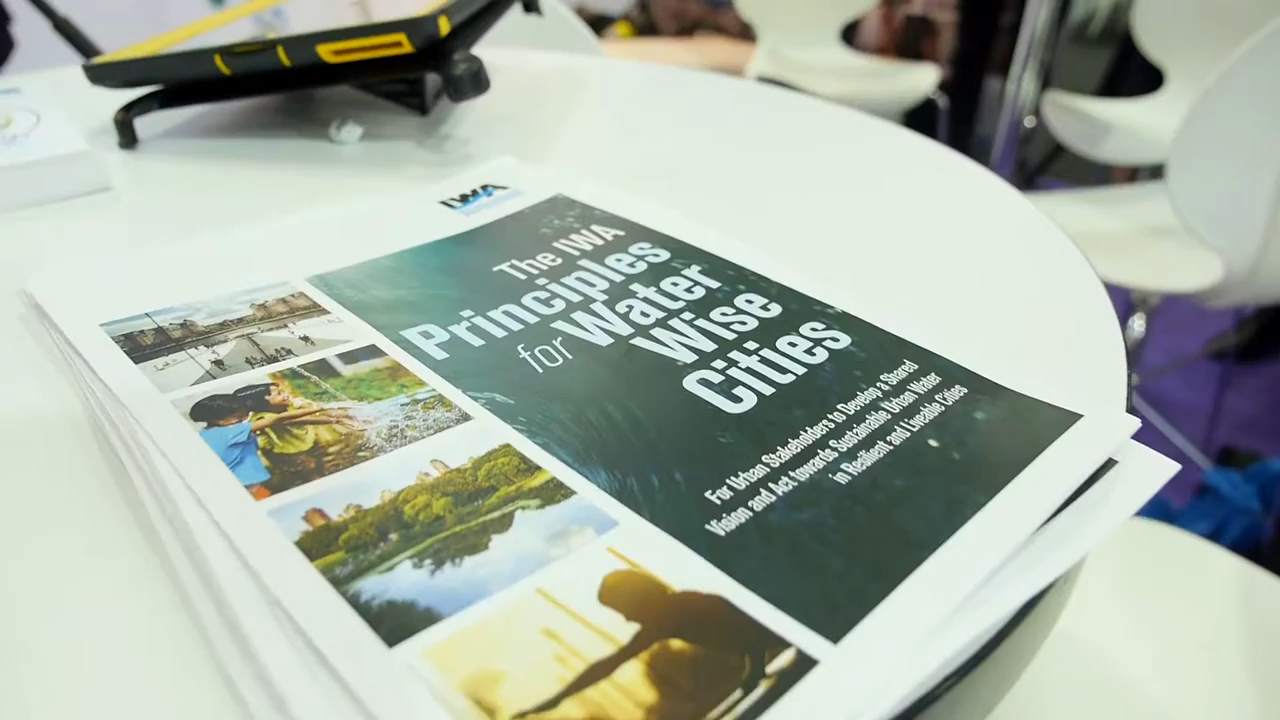 IWA
The IWA
Principles
for Water
Wise
Cities
For Urban Stakeholders to Develop a Shared
Vision and Act towards Sustainable Urban Water
in Resilient and Liveable Cities